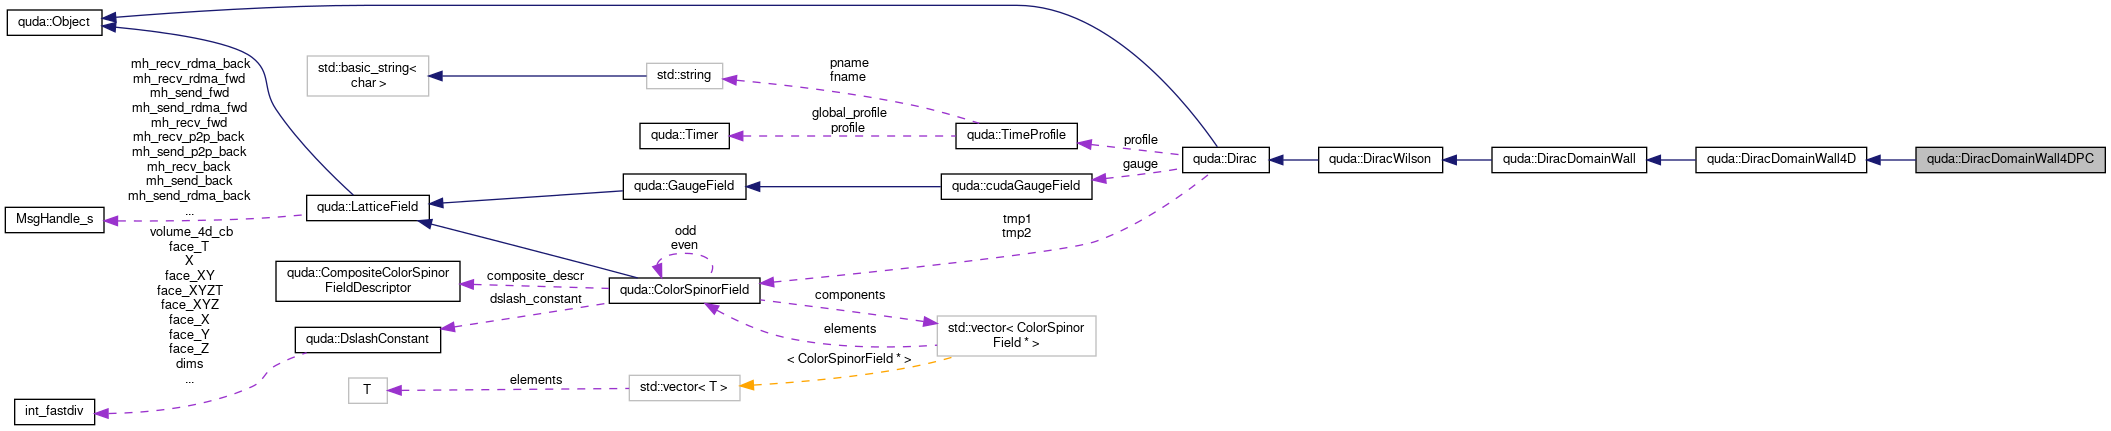 quda::Object
mh_recv_rdma_back
mh_recv_rdma_fwd
mh_send_fwd
mh_send_rdma_fwd
mh_recv_fwd
mh_recv_p2p_back
mh_send_p2p_back
mh_recv_back
mh_send_back
mh_send_rdma_back
...
MsgHandle_s
volume_4d_cb
face_T
X
face_XY
face_XYZT
face_XYZ
face_X
face_Y
face_Z
dims
...
int_fastdiv
std::basic_string<
char >
quda::LatticeField
quda::CompositeColorSpinor
FieldDescriptor
quda::DslashConstant
T
composite_descr
dslash_constant
elements
std::string
quda::Timer
quda::GaugeField
odd
even
quda::ColorSpinorField
std::vector< T >
pname
fname
global_profile
profile
components
elements
< ColorSpinorField * >
quda::TimeProfile
quda::cudaGaugeField
tmp1
tmp2
std::vector< ColorSpinor
Field * >
profile
gauge
quda::Dirac
quda::DiracWilson
quda::DiracDomainWall
quda::DiracDomainWall4D
quda::DiracDomainWall4DPC